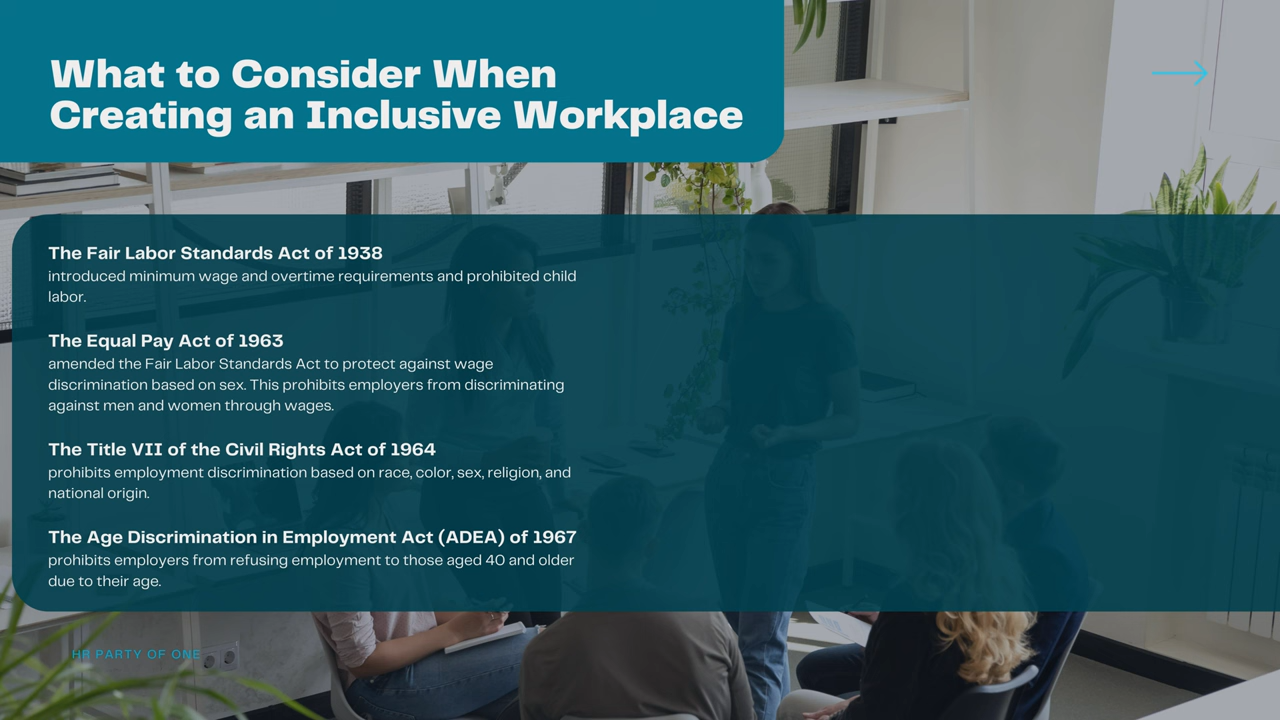 What to Consider When
Creating an Inclusive Workplace
The Fair Labor Standards Act of 1938
introduced minimum wage and overtime requirements and prohibited child
labor.
The Equal Pay Act of 1963
amended the Fair Labor Standards Act to protect against wage
discrimination based on sex. This prohibits employers from discriminating
against men and women through wages.
The Title VII of the Civil Rights Act of 1964
prohibits employment discrimination based on race, color, sex, religion, and
national origin.
The Age Discrimination in Employment Act (ADEA) of 1967
prohibits employers from refusing employment to those aged 40 and older
due to their age.
HR PARTY OF ONE